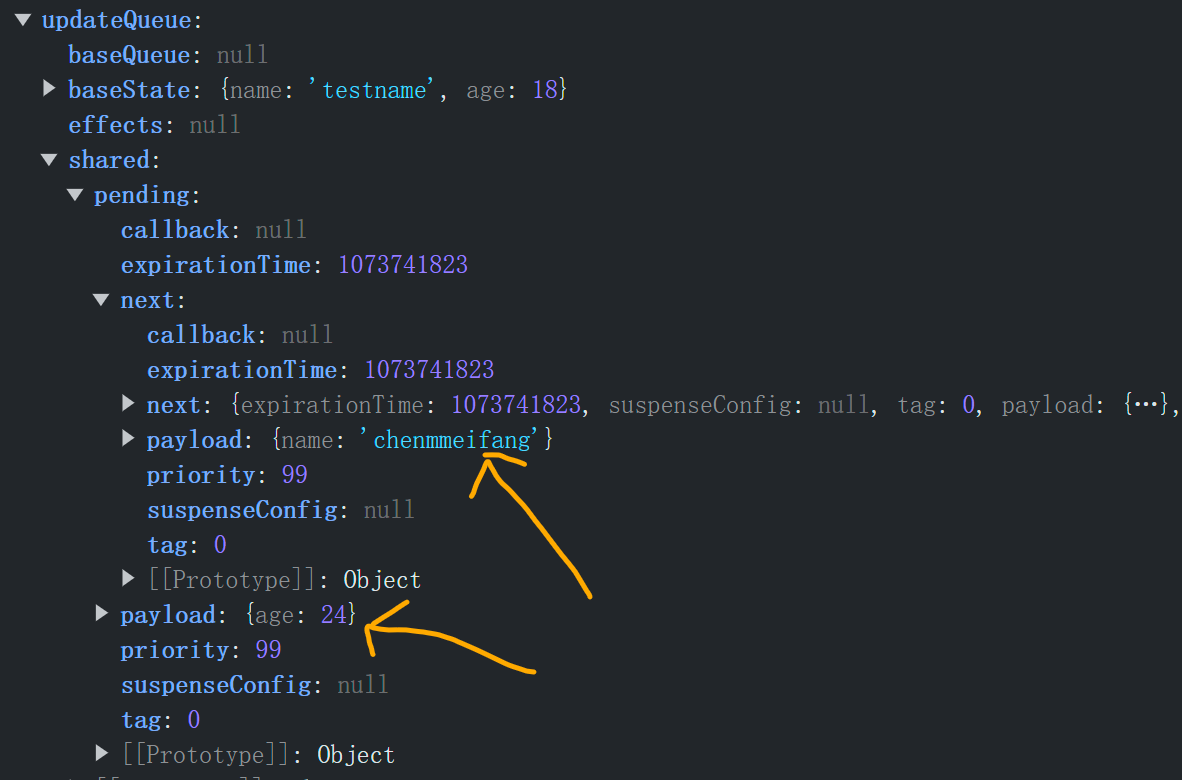 ▼ updateQueue:
baseQueue: null
▶ baseState: {name: 'testname', age: 18}
effects: null
▼ shared:
▼ pending:
callback: null
expirationTime: 1073741823
▼ next:
callback: null
expirationTime: 1073741823
▶ next: {expirationTime: 1073741823, suspenseConfig: null, tag: 0, payload: {…},
▶ payload: {name: 'chenmmeifang'}
priority: 99
suspenseConfig: null
tag: 0
▶ [[Prototype]]: Object
▶ payload: {age: 24}
priority: 99
suspenseConfig: null
tag: 0
▶ [[Prototype]]: Object